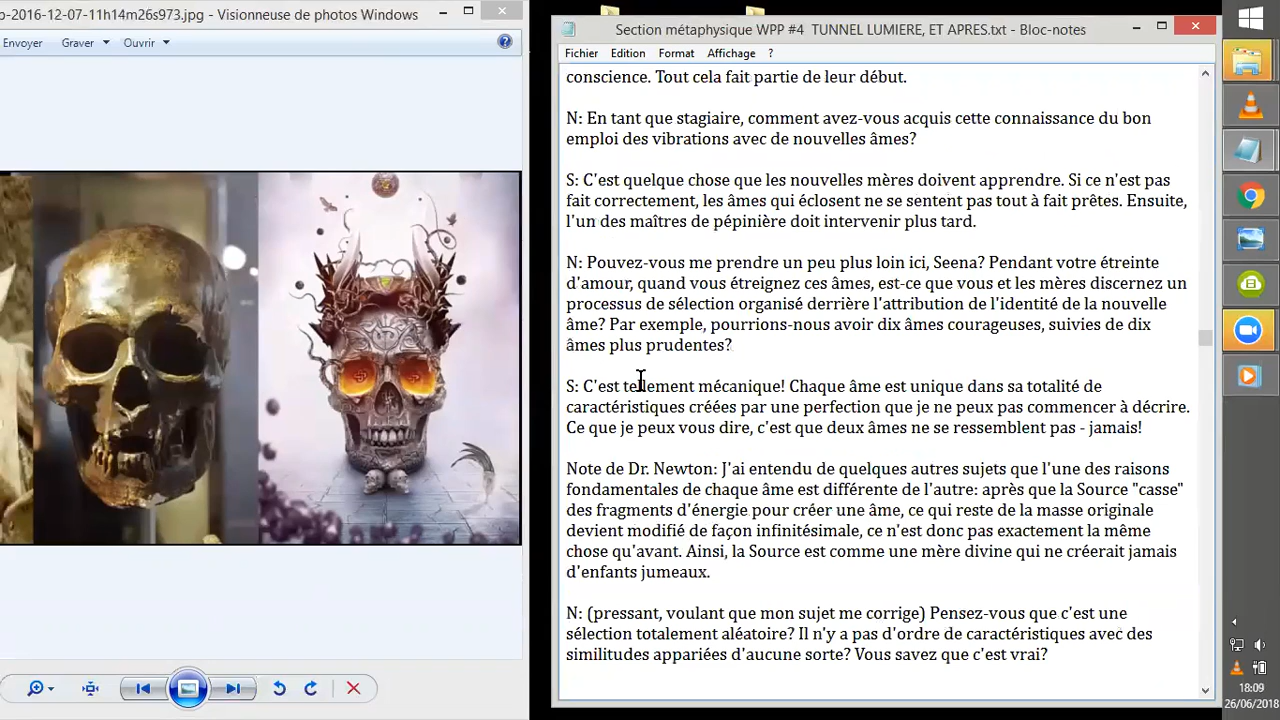 -2016-07-11h14m26s973.jpg - Visionneuse de photos Windows
Envoyer Graver Ouvrir
Section métaphysique WPP #4 TUNNEL LUMIERE, ET APRES.txt - Bloc-notes
Fichier Edition Format Affichage ?
conscience. Tout cela fait partie de leur début.
N: En tant que stagiaire, comment avez-vous acquis cette connaissance du bon
emploi des vibrations avec de nouvelles âmes?
S: C'est quelque chose que les nouvelles mères doivent apprendre. Si ce n'est pas
fait correctement, les âmes qui éclosent ne se sentent pas tout à fait prêtes. Ensuite,
l'un des maîtres de pépinière doit intervenir plus tard.
N: Pouvez-vous me prendre un peu plus loin ici, Seena? Pendant votre étreinte
d'amour, quand vous étreignez ces âmes, est-ce que vous et les mères discernez un
processus de sélection organisé derrière l'attribution de l'identité de la nouvelle
âme? Par exemple, pourrions-nous avoir dix âmes courageuses, suivies de dix
âmes plus prudentes?
S: C'est tellement mécanique! Chaque âme est unique dans sa totalité de
caractéristiques créées par une perfection que je ne peux pas commencer à décrire.
Ce que je peux vous dire, c'est que deux âmes ne se ressemblent pas - jamais!
Note de Dr. Newton: J'ai entendu de quelques autres sujets que l'une des raisons
fondamentales de chaque âme est différente de l'autre: après que la Source "casse"
des fragments d'énergie pour créer une âme, ce qui reste de la masse originale
devient modifié de façon infinitésimale, ce n'est donc pas exactement la même
chose qu'avant. Ainsi, la Source est comme une mère divine qui ne créerait jamais
d'enfants jumeaux.
N: (pressant, voulant que mon sujet me corrige) Pensez-vous que c'est une
sélection totalement aléatoire? Il n'y a pas d'ordre de caractéristiques avec des
similitudes appariées d'aucune sorte? Vous savez que c'est vrai?
18:09
26/06/2018